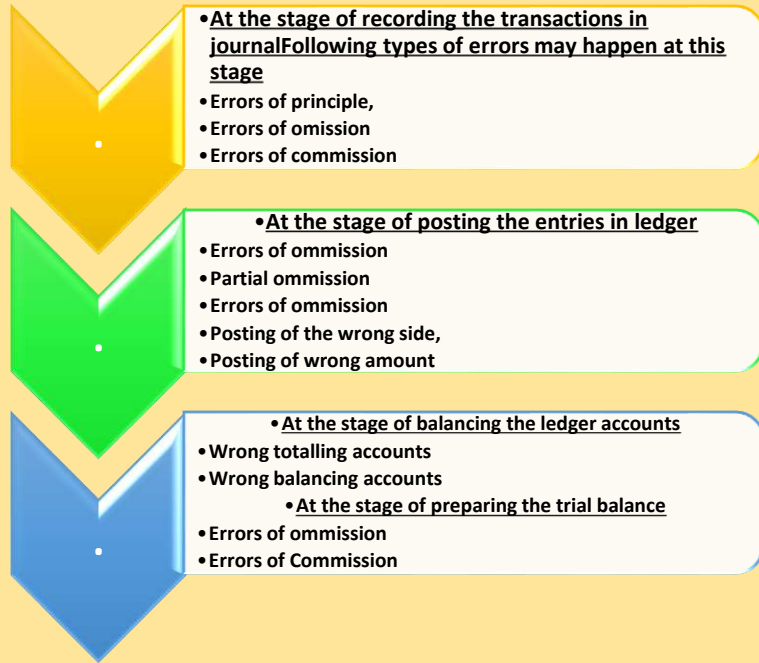 •At the stage of recording the transactions in
journalFollowing types of errors may happen at this
stage
•Errors of principle,
•Errors of omission
•Errors of commission
•At the stage of posting the entries in ledger
•Errors of ommission
•Partial ommission
•Errors of ommission
•Posting of the wrong side,
•Posting of wrong amount
•At the stage of balancing the ledger accounts
•Wrong totalling accounts
•Wrong balancing accounts
•At the stage of preparing the trial balance
•Errors of ommission
•Errors of Commission